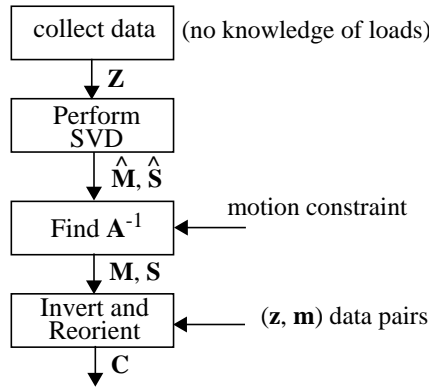 collect data (no knowledge of loads)
Z
Perform
SVD
M̂, Ŝ
Find A⁻¹ motion constraint
M, S
Invert and
Reorient (z, m) data pairs
C